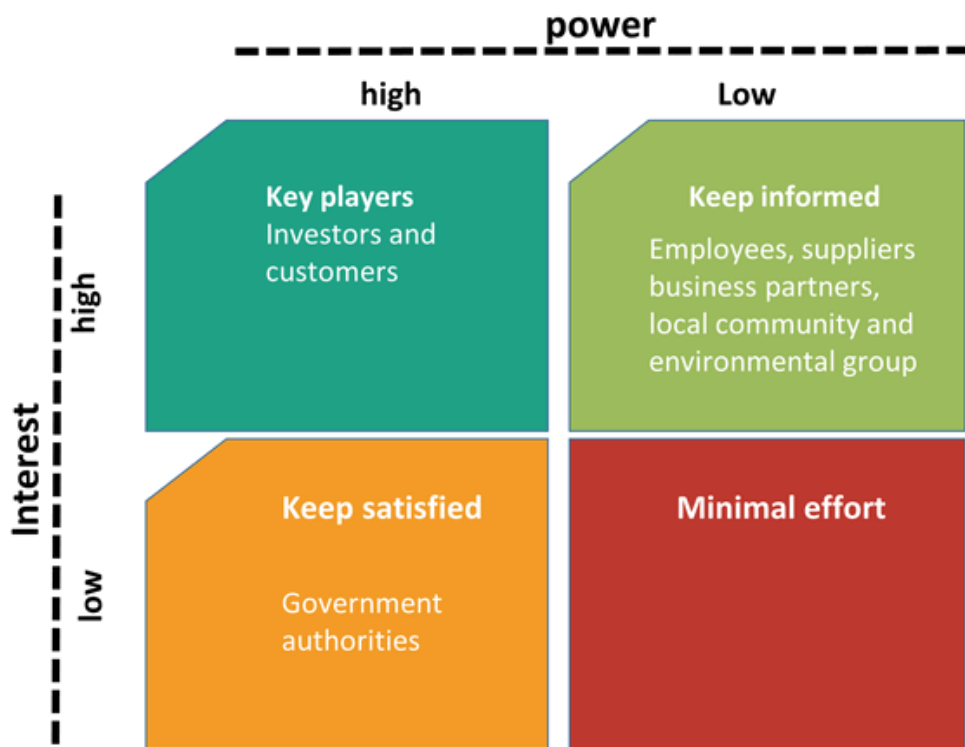 power
high
Low
Key players
Investors and
customers
Keep informed
Employees, suppliers
business partners,
local community and
environmental group
Interest
high
low
Keep satisfied
Government
authorities
Minimal effort